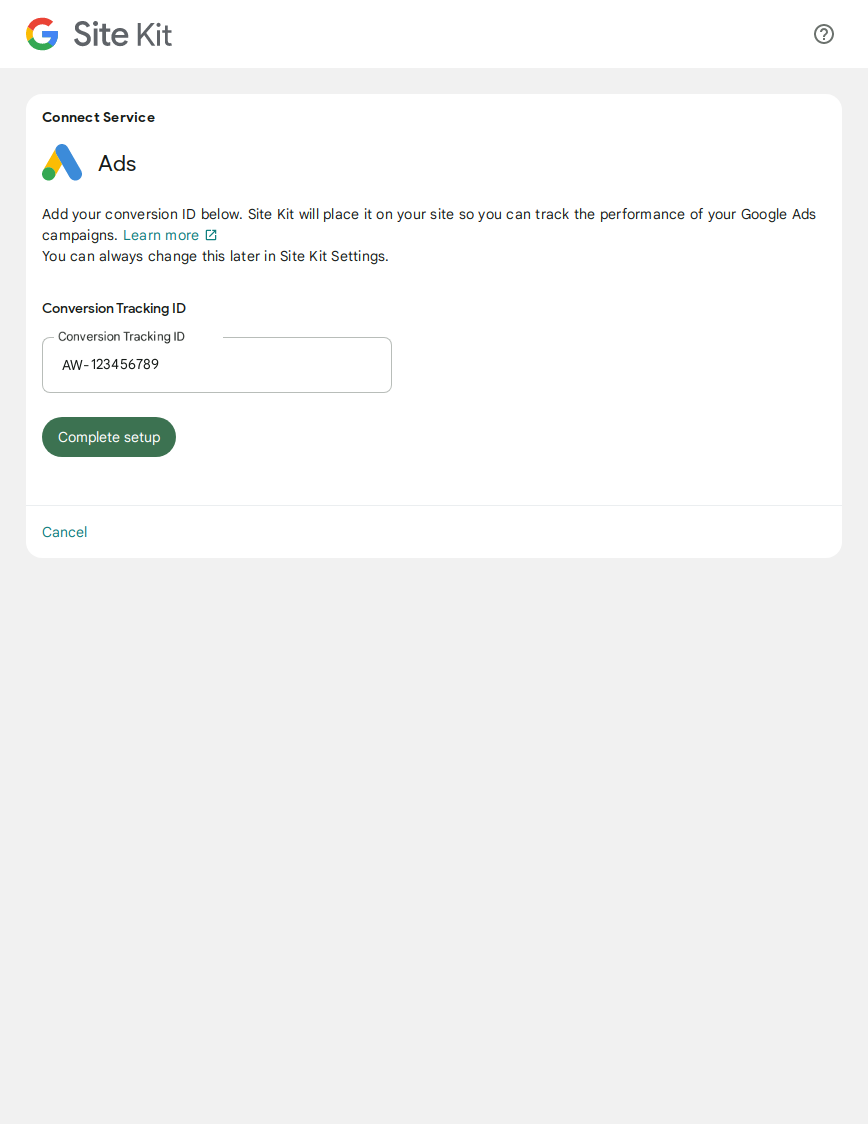 Site Kit
Connect Service
Ads
Add your conversion ID below. Site Kit will place it on your site so you can track the performance of your Google Ads
campaigns. Learn more
You can always change this later in Site Kit Settings.
Conversion Tracking ID
Conversion Tracking ID
AW-123456789
Complete setup
Cancel